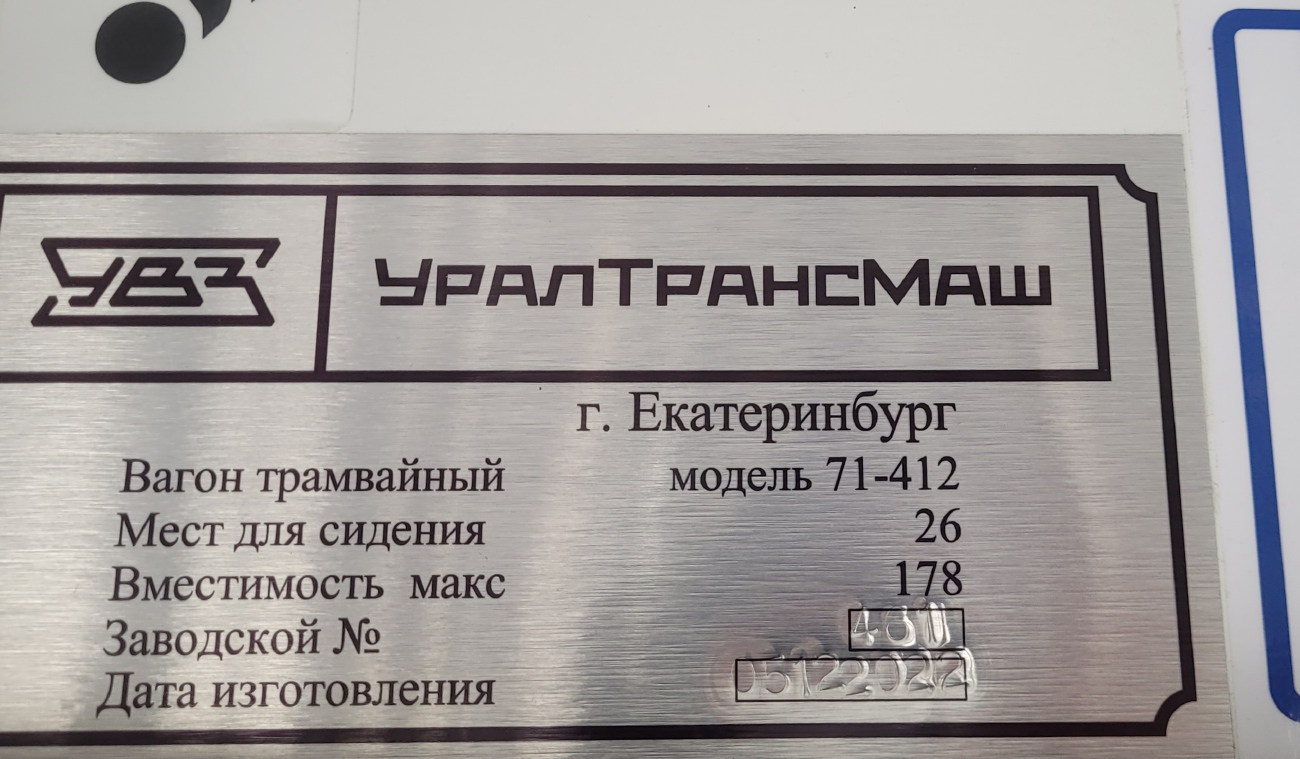 УВЗ УРАЛТРАНСМАШ
г. Екатеринбург
Вагон трамвайный модель 71-412
Мест для сидения 26
Вместимость макс 178
Заводской №
Дата изготовления 05122022